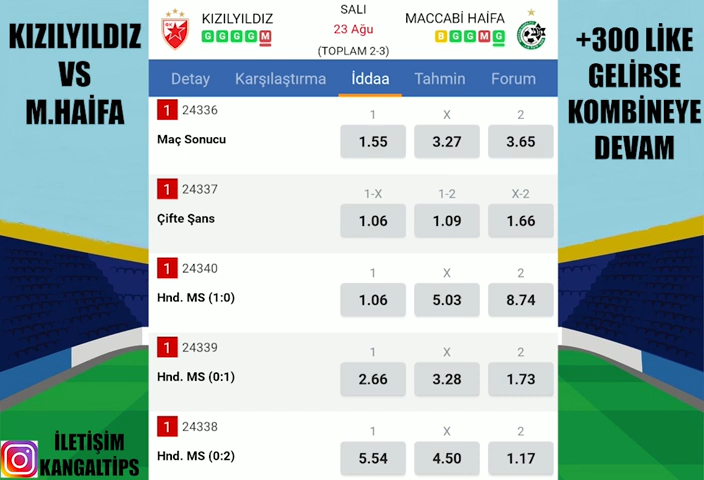 KIZILYILDIZ
VS
M.HAİFA
KIZILYILDIZ
G G G G M
SALI
23 Ağu
(TOPLAM 2-3)
MACCABİ HAİFA
B G G M G
+300 LİKE
GELİRSE
KOMBİNEYE
DEVAM
Detay Karşılaştırma İddaa Tahmin Forum
1 24336
Maç Sonucu
1 X 2
1.55 3.27 3.65
1 24337
Çifte Şans
1-X 1-2 X-2
1.06 1.09 1.66
1 24340
Hnd. MS (1:0)
1 X 2
1.06 5.03 8.74
1 24339
Hnd. MS (0:1)
1 X 2
2.66 3.28 1.73
1 24338
Hnd. MS (0:2)
1 X 2
5.54 4.50 1.17
İLETİŞİM
KANGALTİPS